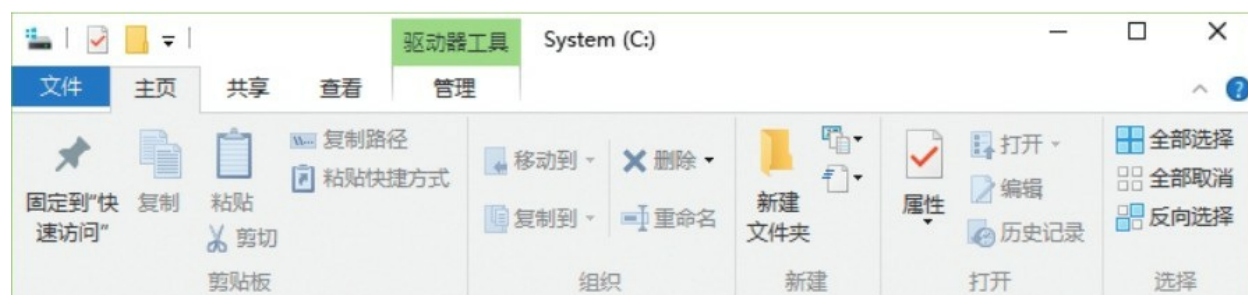 驱动器工具 System (C:)
文件 主页 共享 查看 管理
固定到"快
速访问"
复制
粘贴
剪切
复制路径
粘贴快捷方式
剪贴板
移动到
复制到
删除
重命名
组织
新建
文件夹
新建
属性
打开
编辑
历史记录
打开
全部选择
全部取消
反向选择
选择